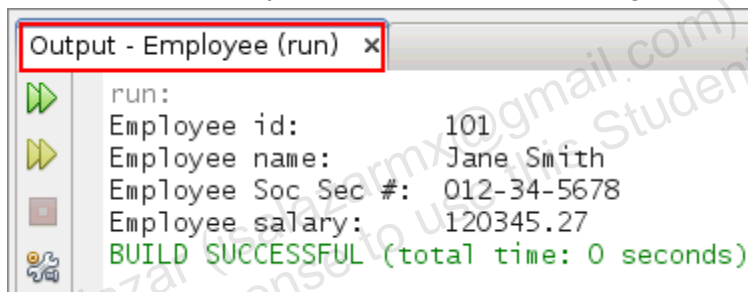 Output - Employee (run) ×
run:
Employee id: 101
Employee name: Jane Smith
Employee Soc Sec #: 012-34-5678
Employee salary: 120345.27
BUILD SUCCESSFUL (total time: 0 seconds)